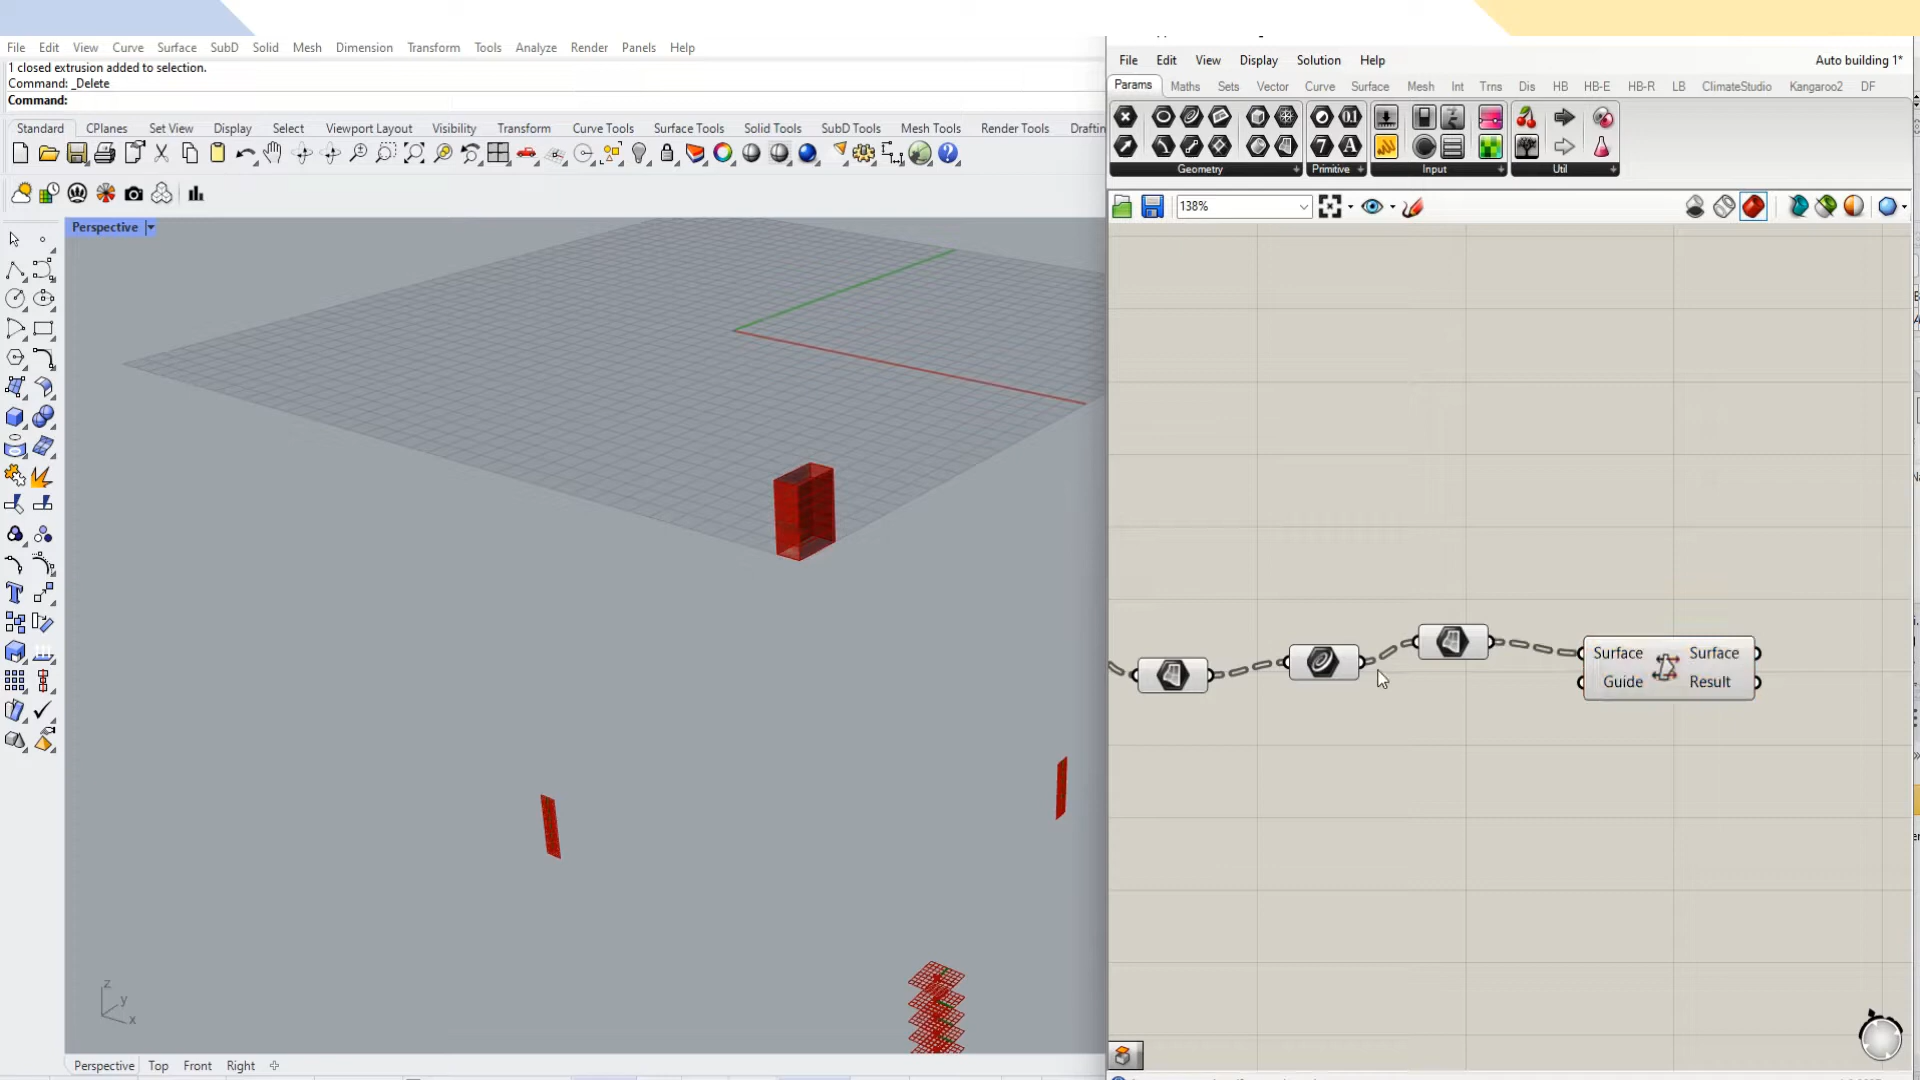 File Edit View Curve Surface SubD Solid Mesh Dimension Transform Tools Analyze Render Panels Help
1 closed extrusion added to selection.
Command: _Delete
Command:
Standard CPlanes Set View Display Select Viewport Layout Visibility Transform Curve Tools Surface Tools Solid Tools SubD Tools Mesh Tools Render Tools Draftin
Perspective
z
y
x
Perspective Top Front Right
File Edit View Display Solution Help Auto building 1*
Params Maths Sets Vector Curve Surface Mesh Int Trns Dis HB HB-E HB-R LB ClimateStudio Kangaroo2 DF
Geometry Primitive Input Util
138%
Surface Surface
Guide Result